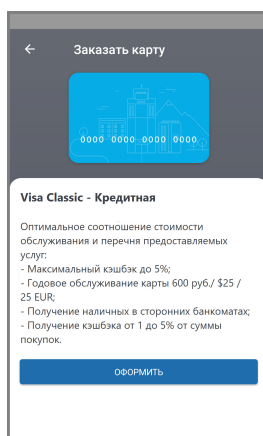 Заказать карту
0000 0000 0000 0000
Visa Classic - Кредитная
Оптимальное соотношение стоимости
обслуживания и перечня предоставляемых
услуг:
- Максимальный кэшбэк до 5%;
- Годовое обслуживание карты 600 руб./ $25 /
25 EUR;
- Получение наличных в сторонних банкоматах;
- Получение кэшбэка от 1 до 5% от суммы
покупок.
ОФОРМИТЬ